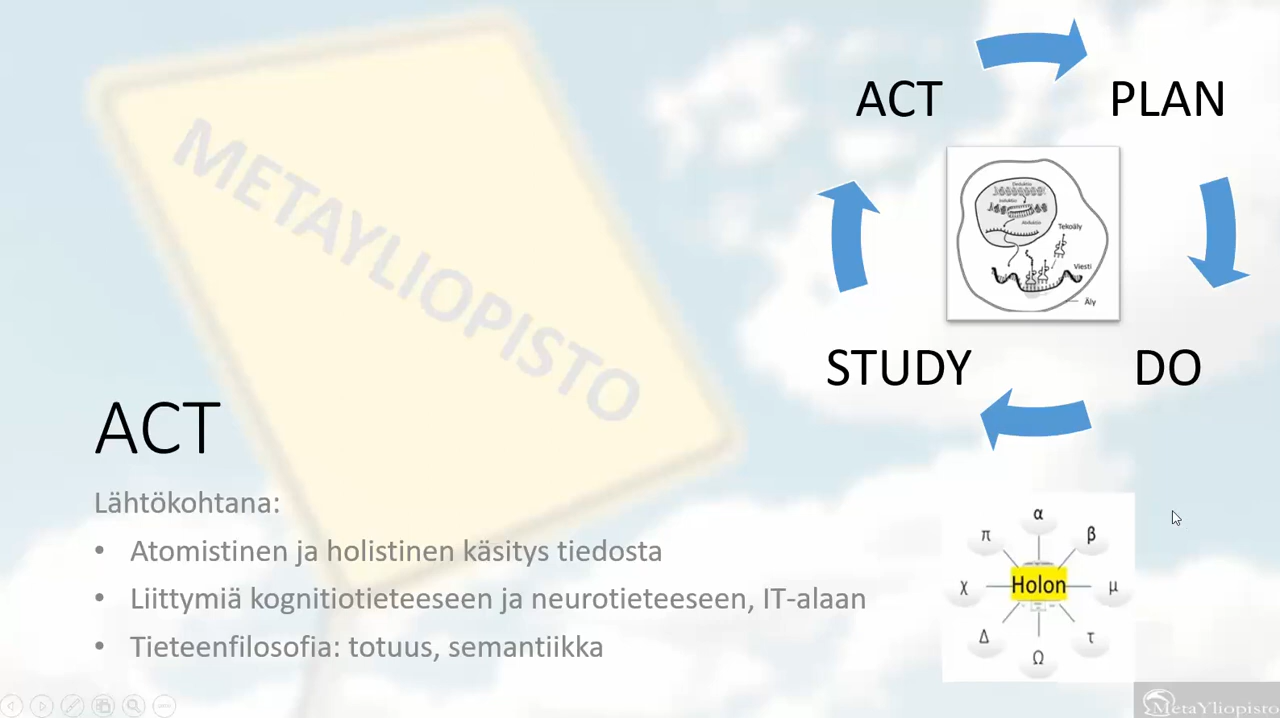 METAYLIOPISTO
ACT
PLAN
Deduktio
Tekoäly
Viesti
Äly
STUDY
DO
ACT
Lähtökohtana:
• Atomistinen ja holistinen käsitys tiedosta
• Liittymiä kognitiotieteeseen ja neurotieteeseen, IT-alaan
• Tieteenfilosofia: totuus, semantiikka
α
π
β
χ
Holon
μ
Δ
τ
Ω
MetaYliopisto